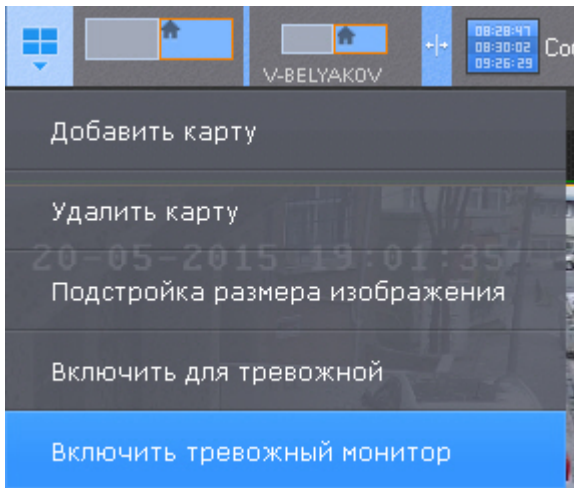 08:28:47
08:30:02
09:26:29
Соб
V-BELYAKOV
Добавить карту
Удалить карту
20-05-2015 19:01:35
Подстройка размера изображения
Включить для тревожной
Включить тревожный монитор